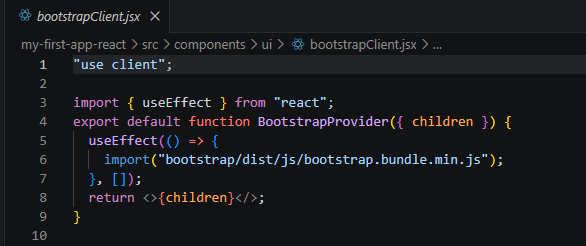 bootstrapClient.jsx ×
my-first-app-react > src > components > ui > bootstrapClient.jsx > ...
1 "use client";
2
3 import { useEffect } from "react";
4 export default function BootstrapProvider({ children }) {
5 useEffect(() => {
6 import("bootstrap/dist/js/bootstrap.bundle.min.js");
7 }, []);
8 return <>{children}</>;
9 }
10